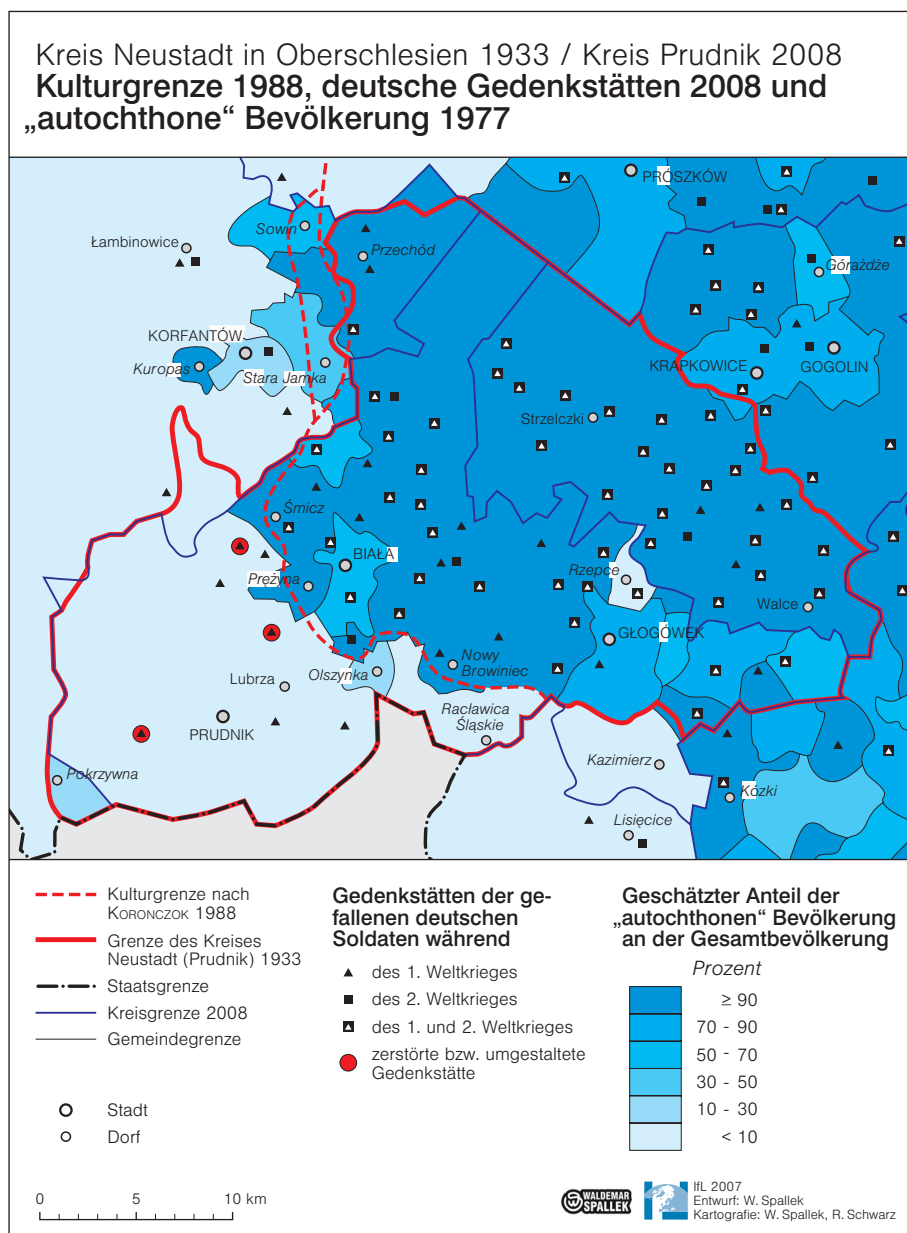 Kreis Neustadt in Oberschlesien 1933 / Kreis Prudnik 2008
Kulturgrenze 1988, deutsche Gedenkstätten 2008 und
„autochthone“ Bevölkerung 1977
PRÓSZKÓW
Sowin
Łambinowice
Przechód
Górażdże
KORFANTÓW
Kuropas
Stara Jamka
KRAPKOWICE
GOGOLIN
Strzelczki
Śmicz
BIAŁA
Prężyna
Rzepce
Walce
GŁOGÓWEK
Olszynka
Nowy
Browiniec
Lubrza
PRUDNIK
Racławica
Śląskie
Pokrzywna
Kazimierz
Kózki
Lisięcice
Kulturgrenze nach
KORONCZOK 1988
Grenze des Kreises
Neustadt (Prudnik) 1933
Staatsgrenze
Kreisgrenze 2008
Gemeindegrenze
Stadt
Dorf
0 5 10 km
Gedenkstätten der ge-
fallenen deutschen
Soldaten während
des 1. Weltkrieges
des 2. Weltkrieges
des 1. und 2. Weltkrieges
zerstörte bzw. umgestaltete
Gedenkstätte
Geschätzter Anteil der
„autochthonen“ Bevölkerung
an der Gesamtbevölkerung
Prozent
≥ 90
70 - 90
50 - 70
30 - 50
10 - 30
< 10
WALDEMAR
SPALLEK
IfL 2007
Entwurf: W. Spallek
Kartografie: W. Spallek, R. Schwarz